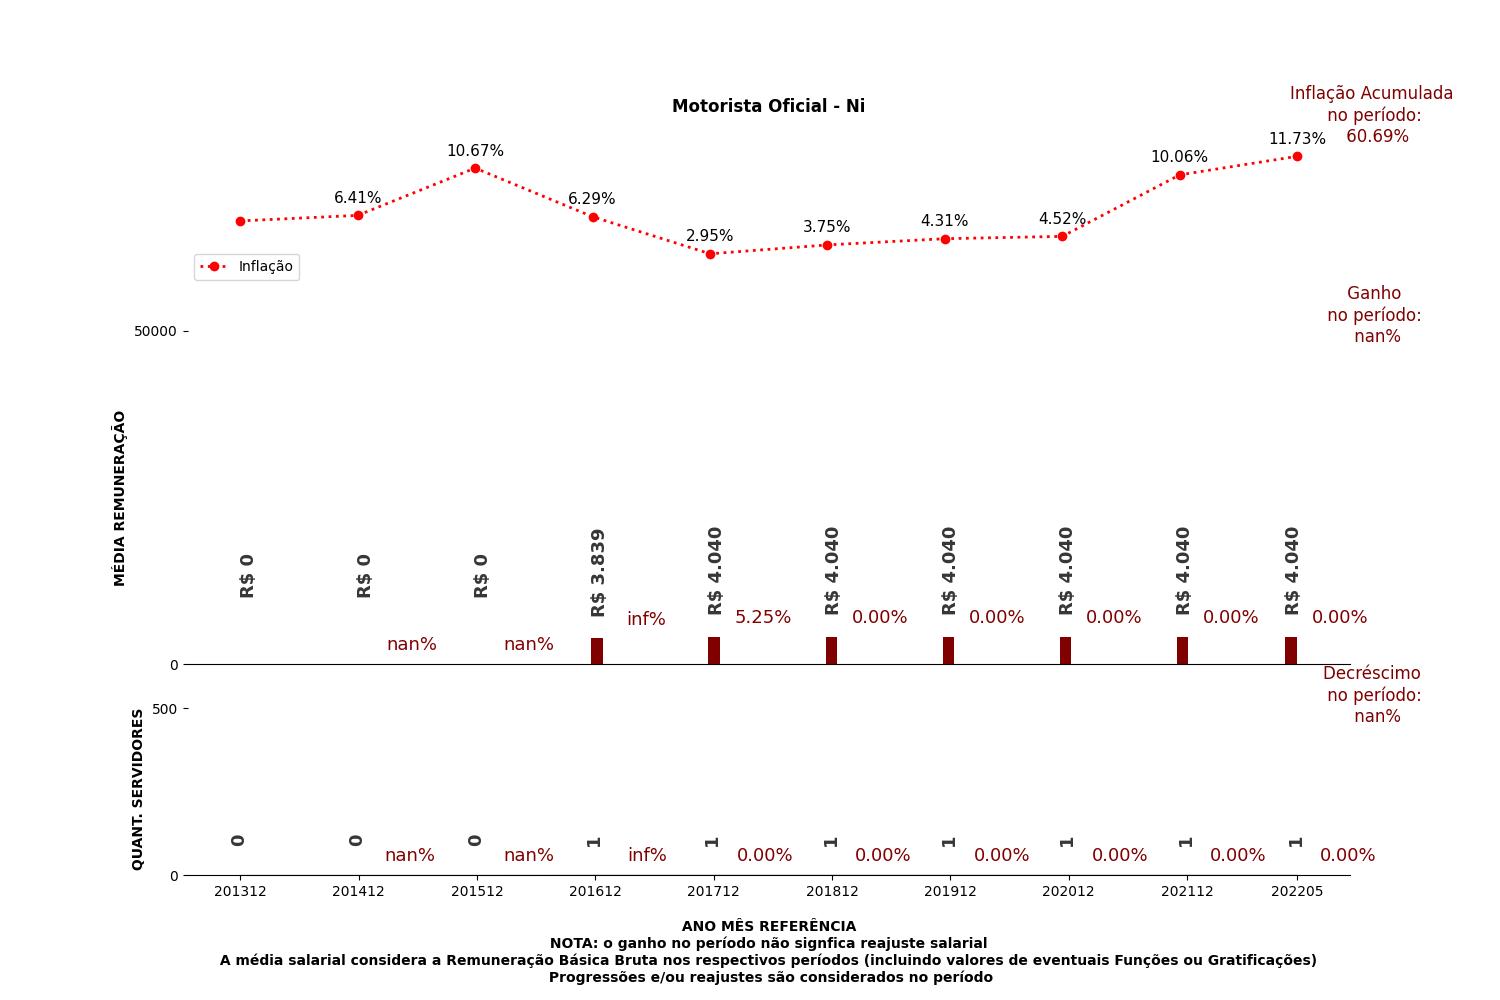 Motorista Oficial - Ni
Inflação Acumulada
no período:
60.69%
6.41%
10.67%
6.29%
2.95%
3.75%
4.31%
4.52%
10.06%
11.73%
Inflação
Ganho
no período:
nan%
MÉDIA REMUNERAÇÃO
50000
0
R$ 0
R$ 0
R$ 0
R$ 3.839
R$ 4.040
R$ 4.040
R$ 4.040
R$ 4.040
R$ 4.040
R$ 4.040
nan%
nan%
inf%
5.25%
0.00%
0.00%
0.00%
0.00%
0.00%
Decréscimo
no período:
nan%
QUANT. SERVIDORES
500
0
0
0
0
1
1
1
1
1
1
1
nan%
nan%
inf%
0.00%
0.00%
0.00%
0.00%
0.00%
0.00%
201312
201412
201512
201612
201712
201812
201912
202012
202112
202205
ANO MÊS REFERÊNCIA
NOTA: o ganho no período não signfica reajuste salarial
A média salarial considera a Remuneração Básica Bruta nos respectivos períodos (incluindo valores de eventuais Funções ou Gratificações)
Progressões e/ou reajustes são considerados no período